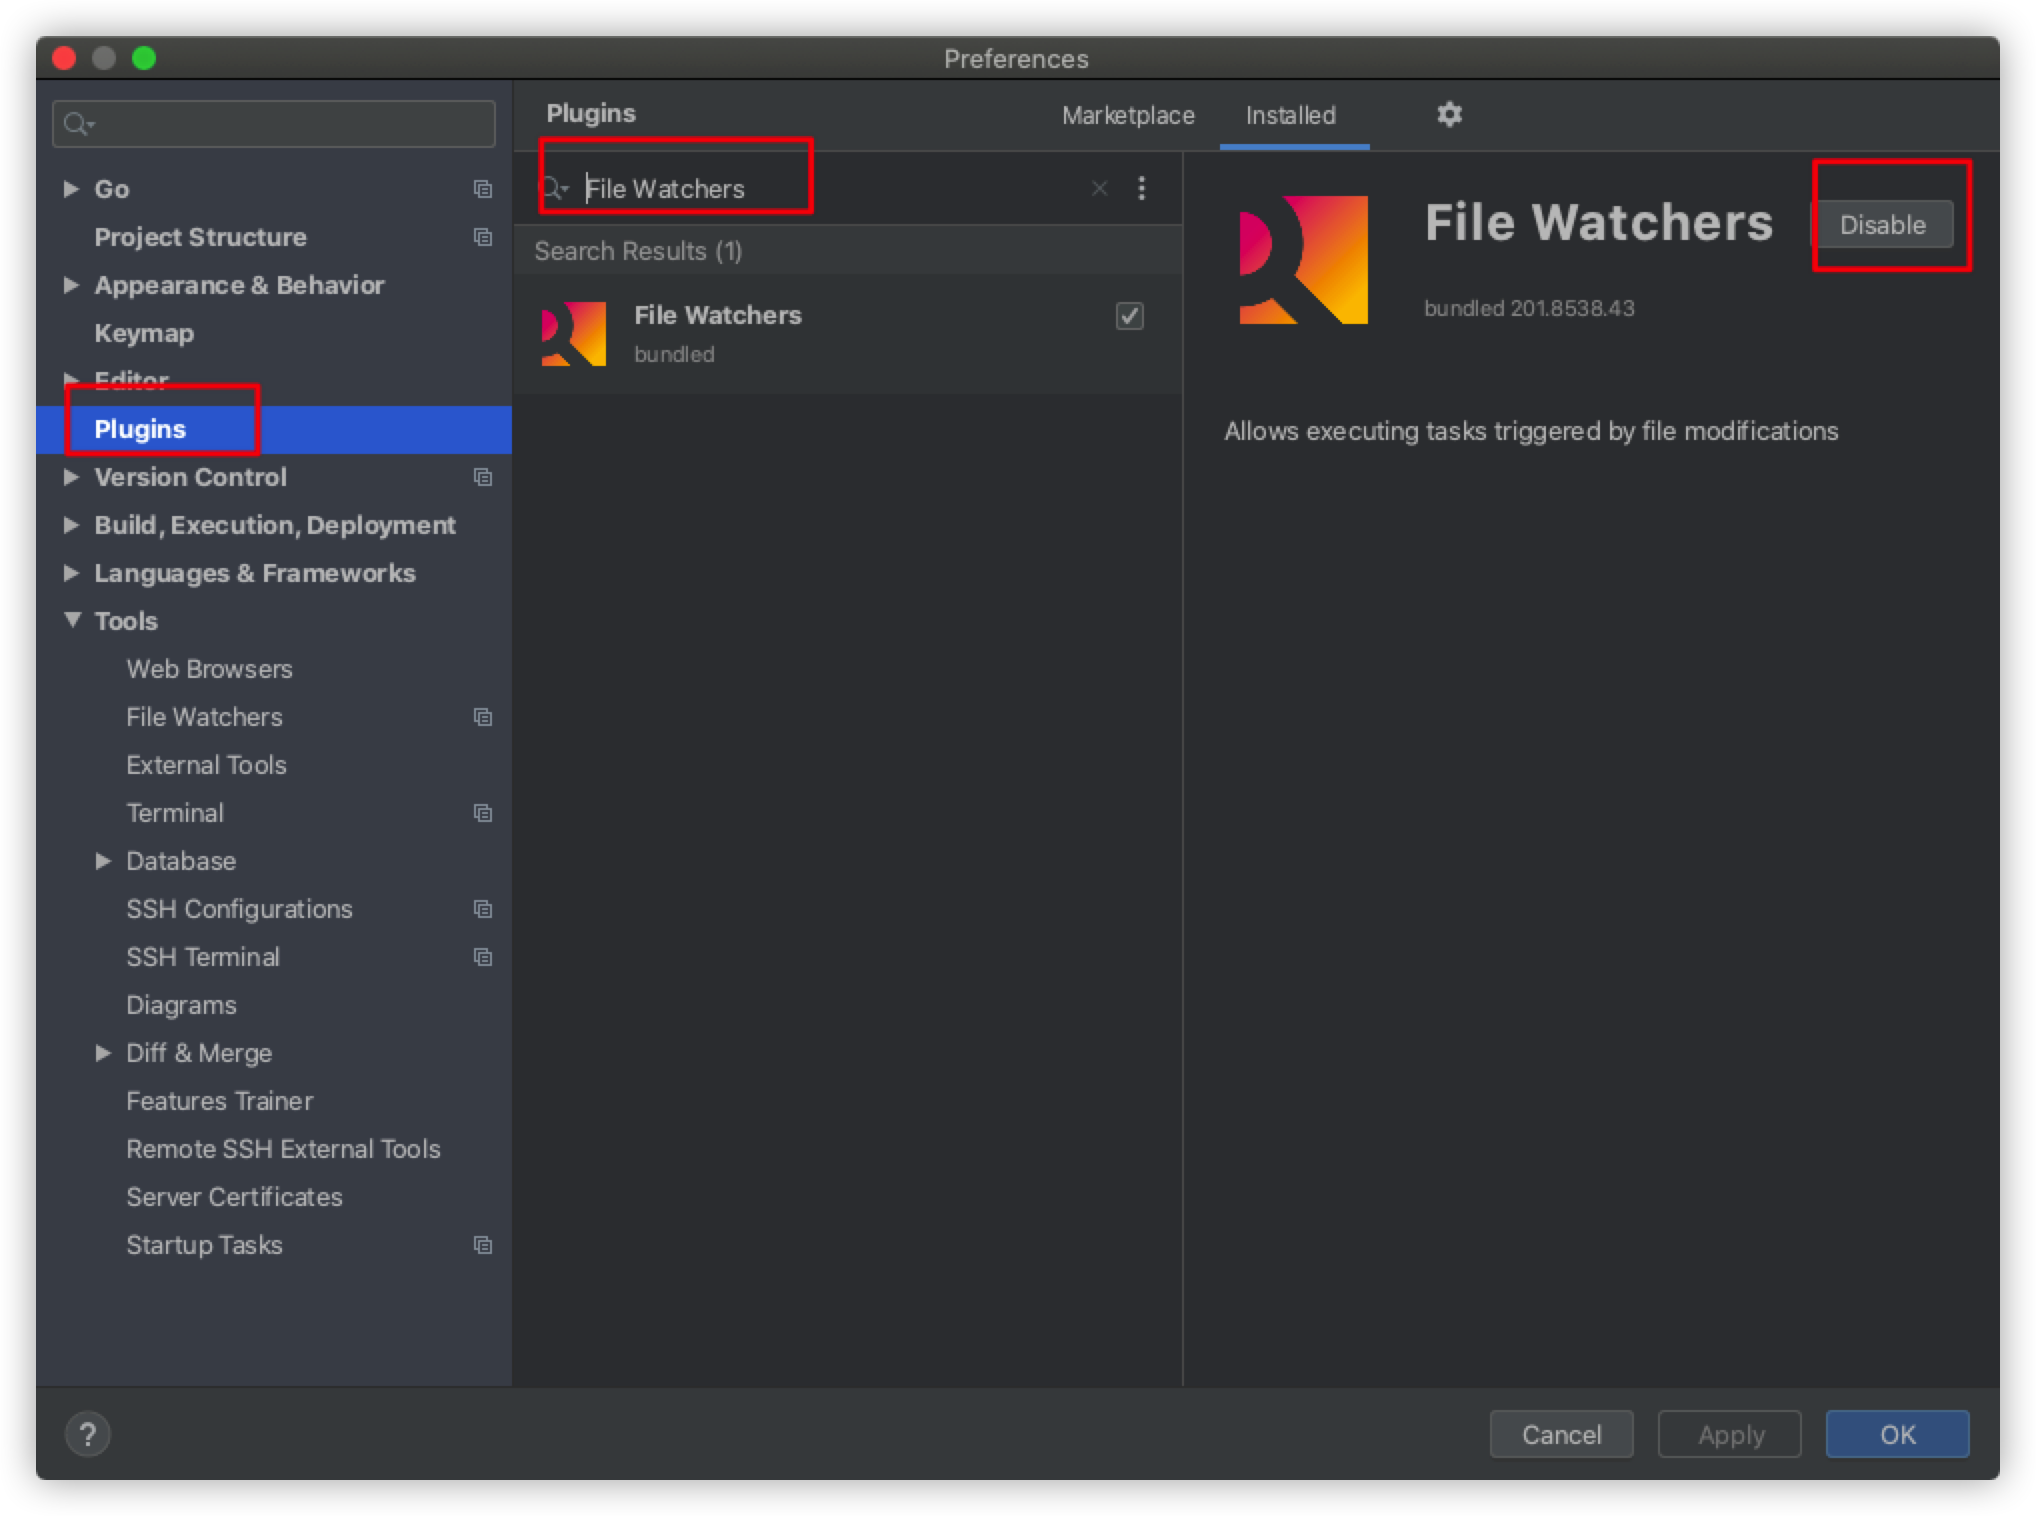 Preferences
Go
Project Structure
Appearance & Behavior
Keymap
Editor
Plugins
Version Control
Build, Execution, Deployment
Languages & Frameworks
Tools
Web Browsers
File Watchers
External Tools
Terminal
Database
SSH Configurations
SSH Terminal
Diagrams
Diff & Merge
Features Trainer
Remote SSH External Tools
Server Certificates
Startup Tasks
Plugins
Marketplace
Installed
File Watchers
Search Results (1)
File Watchers
bundled
File Watchers
Disable
bundled 201.8538.43
Allows executing tasks triggered by file modifications
?
Cancel
Apply
OK